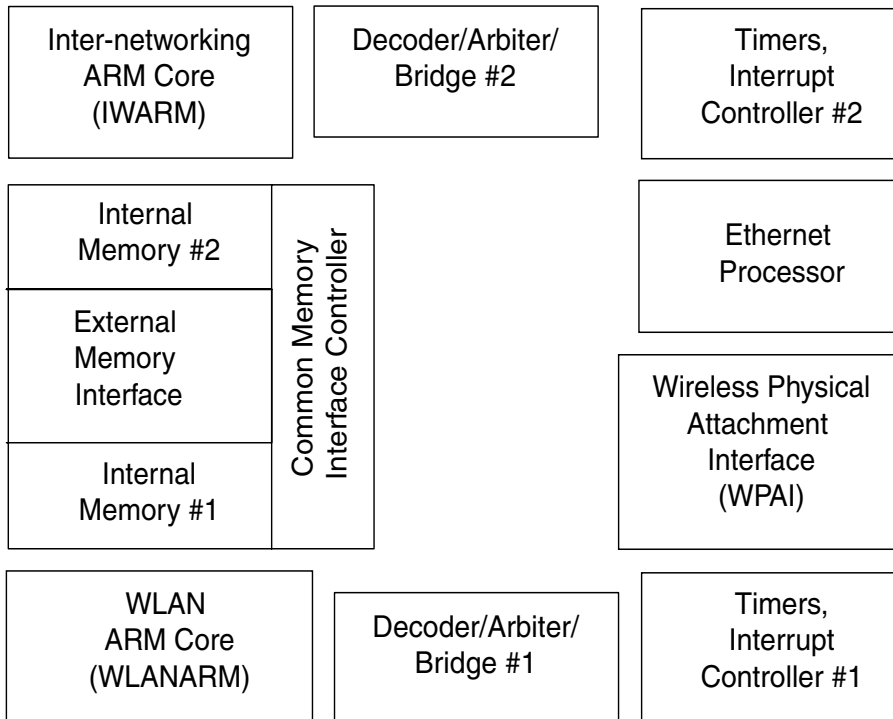 Inter-networking
ARM Core
(IWARM)
Decoder/Arbiter/
Bridge #2
Timers,
Interrupt
Controller #2
Internal
Memory #2
External
Memory
Interface
Internal
Memory #1
Common Memory
Interface Controller
Ethernet
Processor
Wireless Physical
Attachment
Interface
(WPAI)
WLAN
ARM Core
(WLANARM)
Decoder/Arbiter/
Bridge #1
Timers,
Interrupt
Controller #1